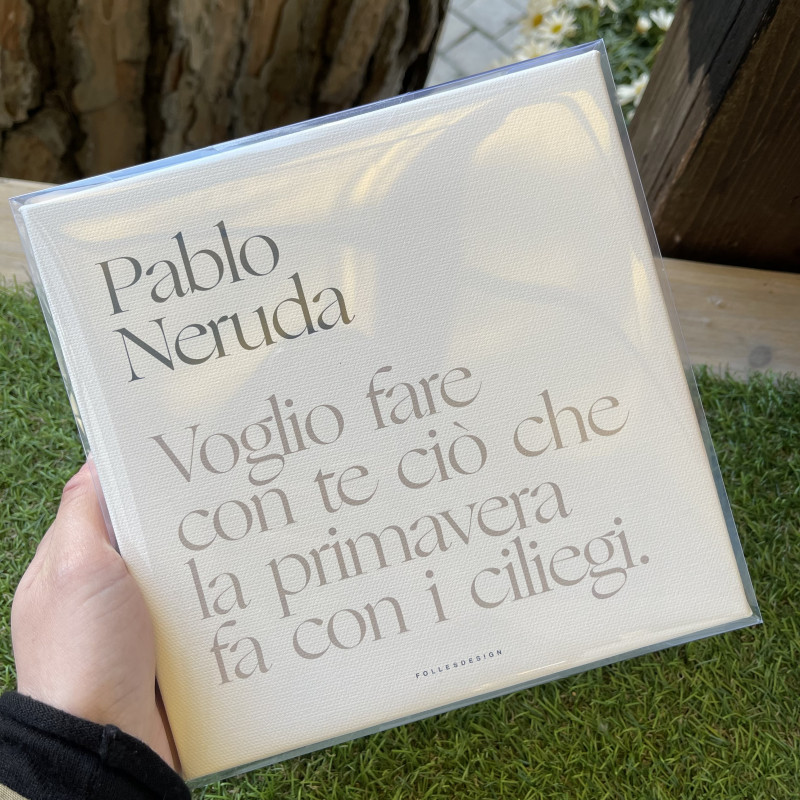 Pablo
Neruda
Voglio fare
con te ciò che
la primavera
fa con i ciliegi.
FOLLESDESIGN